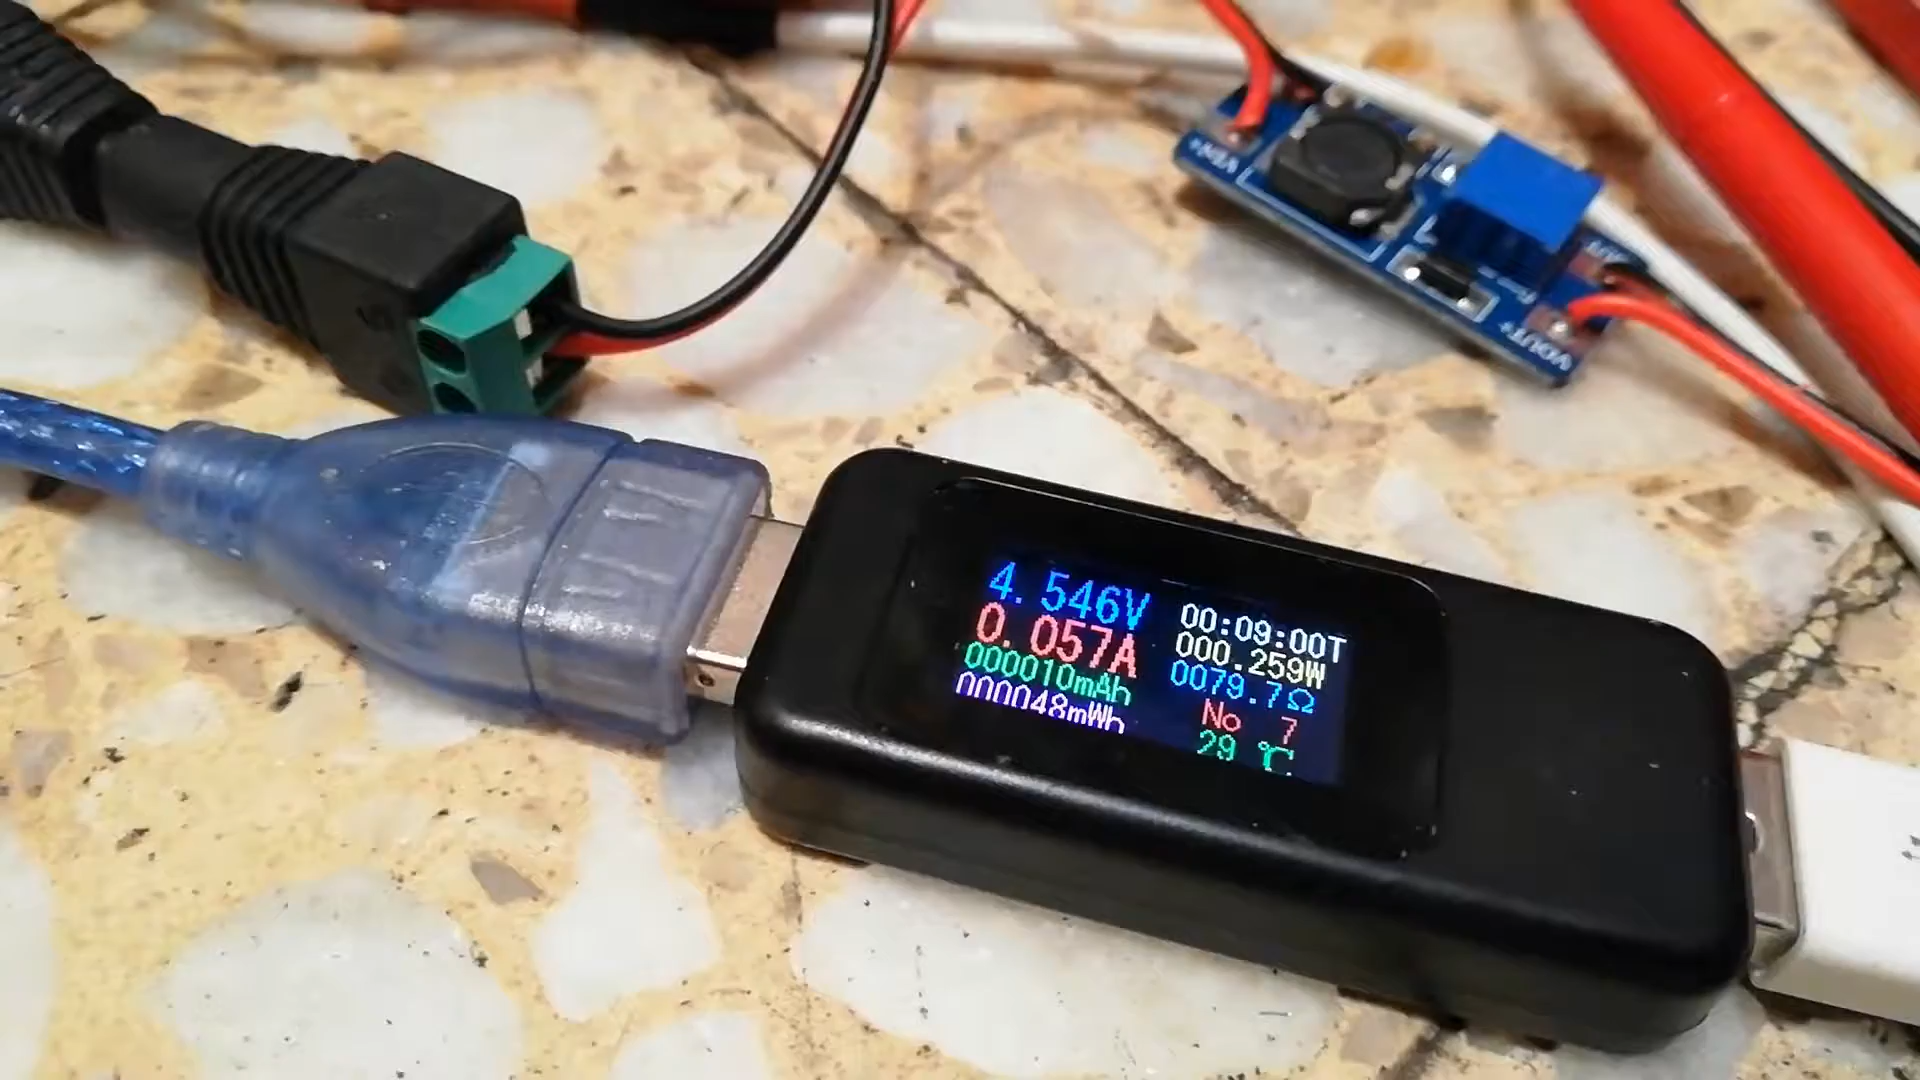 VIN+
VOUT+
4.546V
0.057A
000010mAh
000048mWh
00:09:00T
000.259W
0079.7Ω
No 7
29 ℃